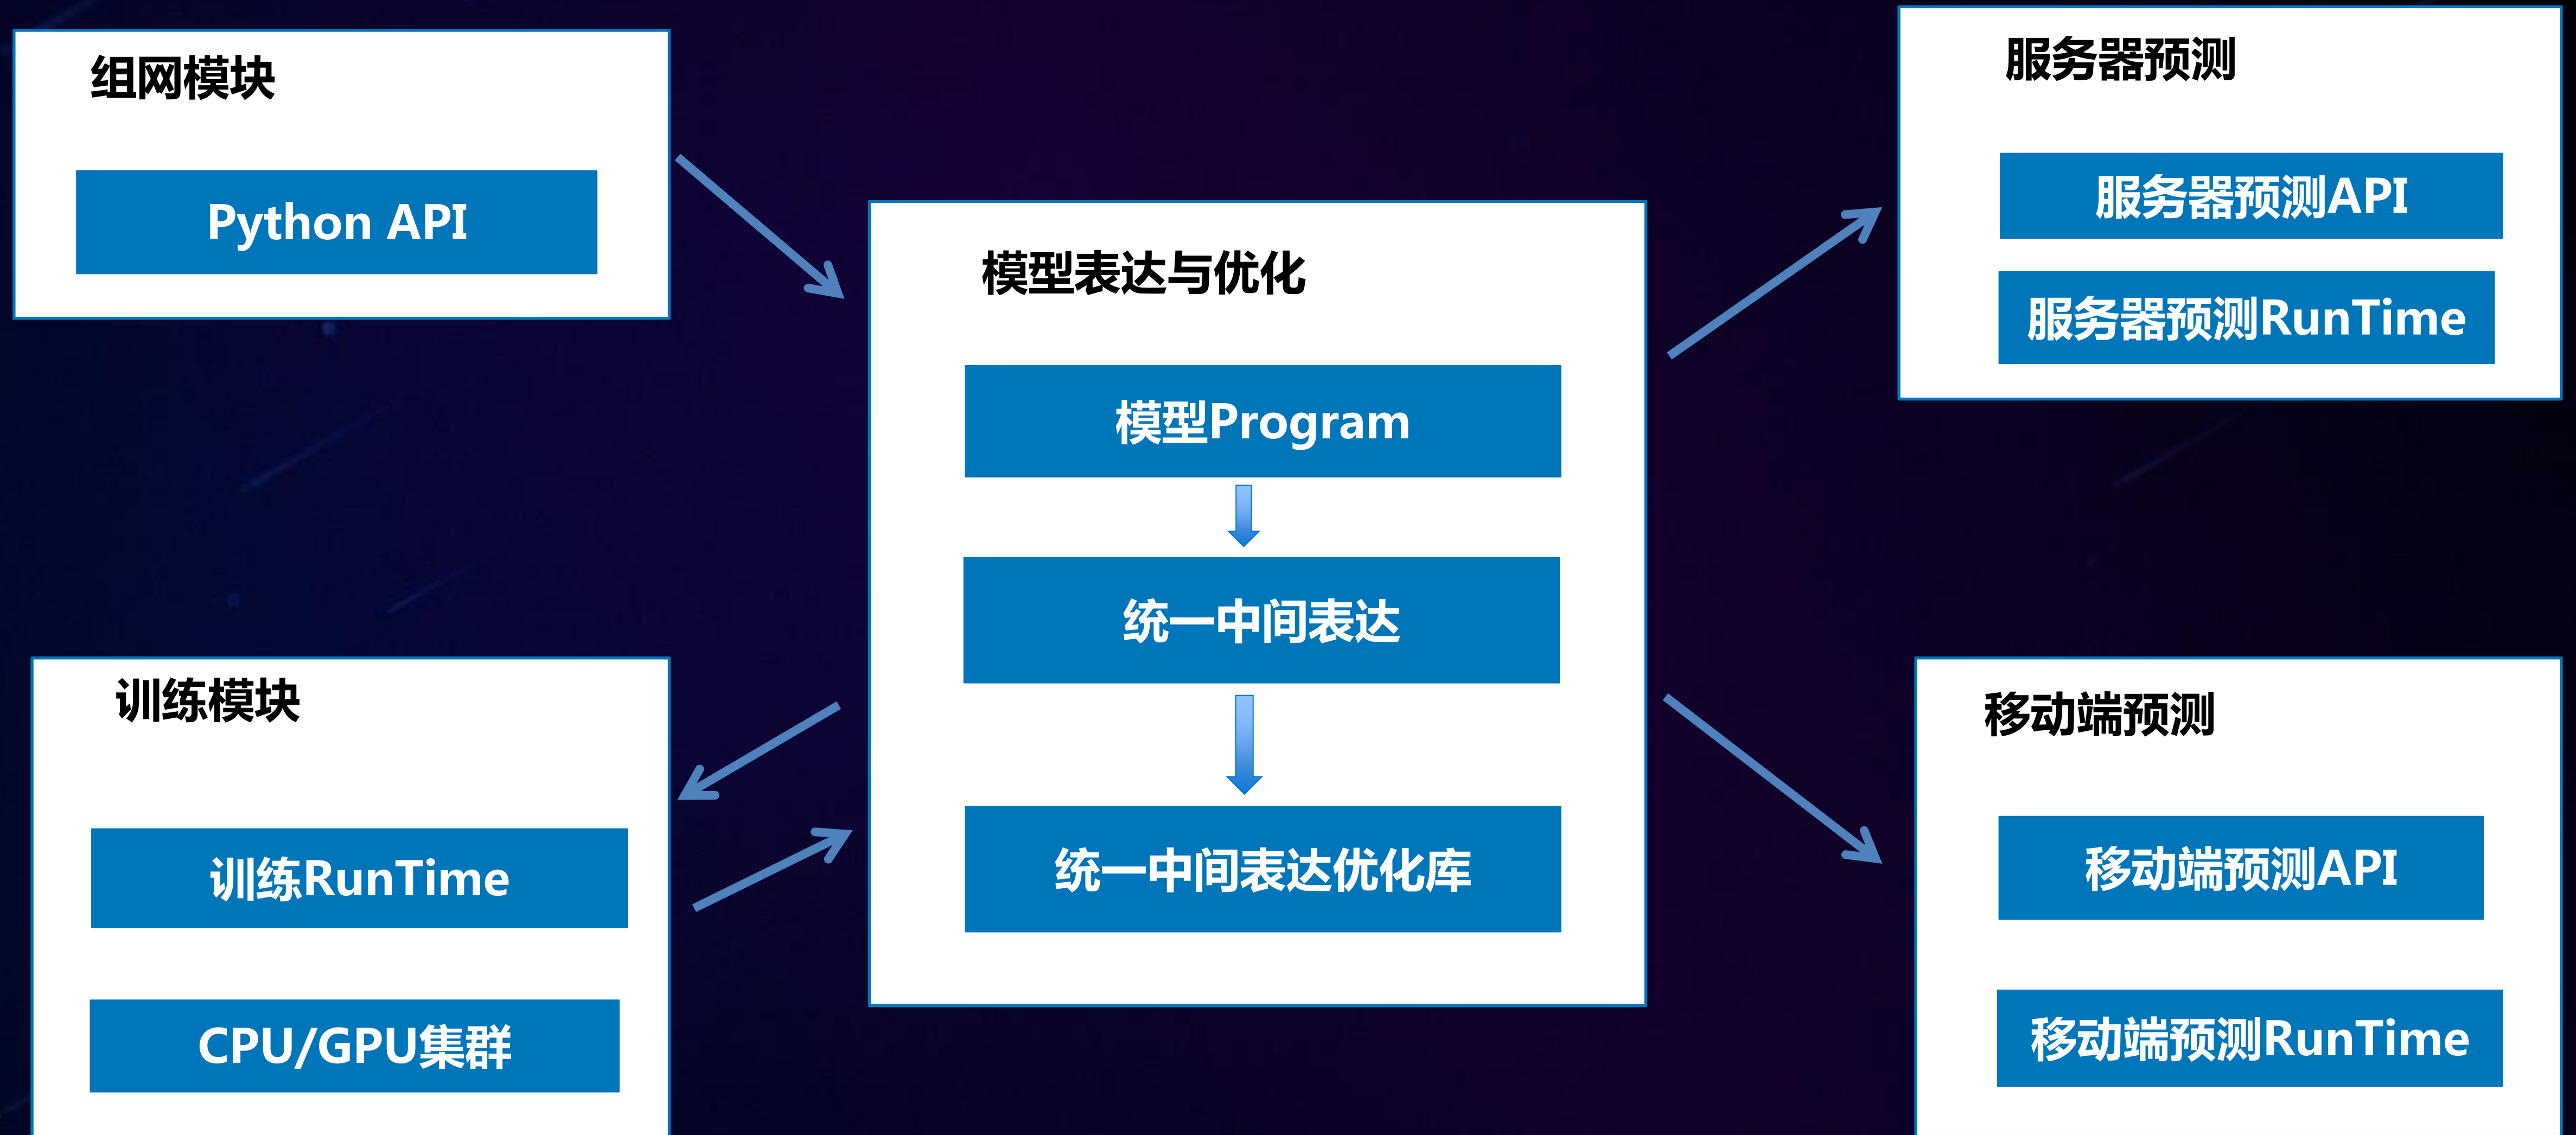 组网模块
Python API
训练模块
训练RunTime
CPU/GPU集群
模型表达与优化
模型Program
统一中间表达
统一中间表达优化库
服务器预测
服务器预测API
服务器预测RunTime
移动端预测
移动端预测API
移动端预测RunTime